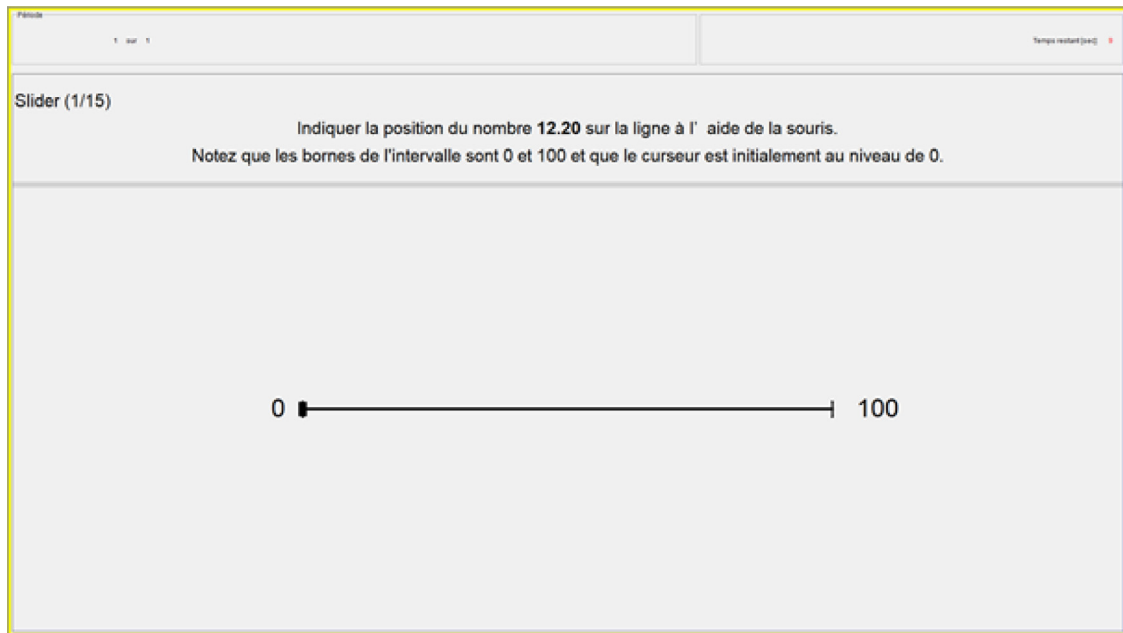 Période
1 sur 1
Temps restant [sec] 9
Slider (1/15)
Indiquer la position du nombre 12.20 sur la ligne à l' aide de la souris.
Notez que les bornes de l'intervalle sont 0 et 100 et que le curseur est initialement au niveau de 0.
0 100